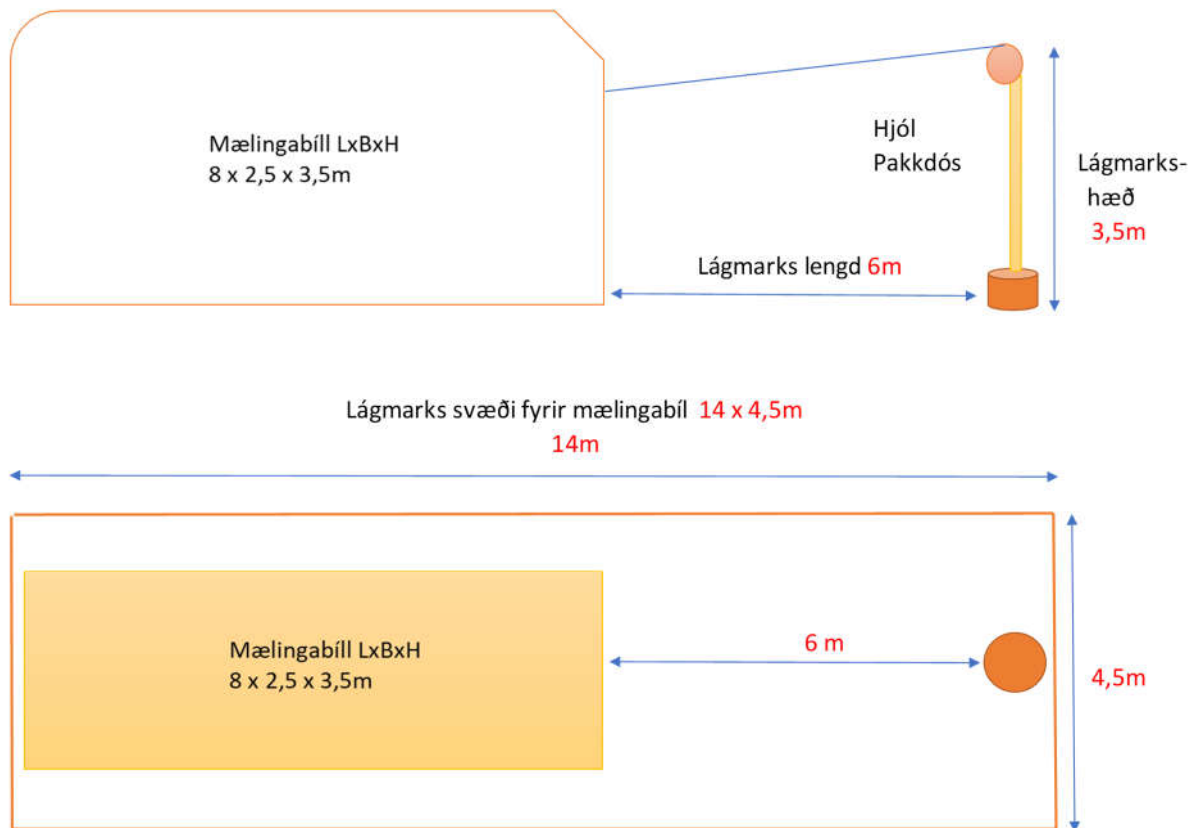 Mælingabíll LxBxH
8 x 2,5 x 3,5m
Hjól
Pakkdós
Lágmarks-
hæð
3,5m
Lágmarks lengd 6m
Lágmarks svæði fyrir mælingabíl 14 x 4,5m
14m
Mælingabíll LxBxH
8 x 2,5 x 3,5m
6 m
4,5m